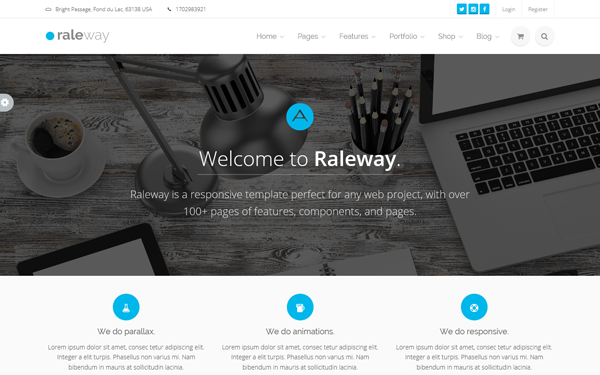 Bright Passage, Fond du Lac, 63138 USA 1702983921 Login Register
raleway Home Pages Features Portfolio Shop Blog
Welcome to Raleway.
Raleway is a responsive template perfect for any web project, with over
100+ pages of features, components, and pages.
We do parallax. We do animations. We do responsive.
Lorem ipsum dolor sit amet, consec tetur adipiscing Lorem ipsum dolor sit amet, consec tetur adipiscing Lorem ipsum dolor sit amet, consec tetur adipiscing
elit. Integer a elit turpis. Phasellus non varius mi. Nam elit. Integer a elit turpis. Phasellus non varius mi. Nam elit. Integer a elit turpis. Phasellus non varius mi. Nam
bibendum in mauris at sollicitudin lacinia. bibendum in mauris at sollicitudin lacinia. bibendum in mauris at sollicitudin lacinia.